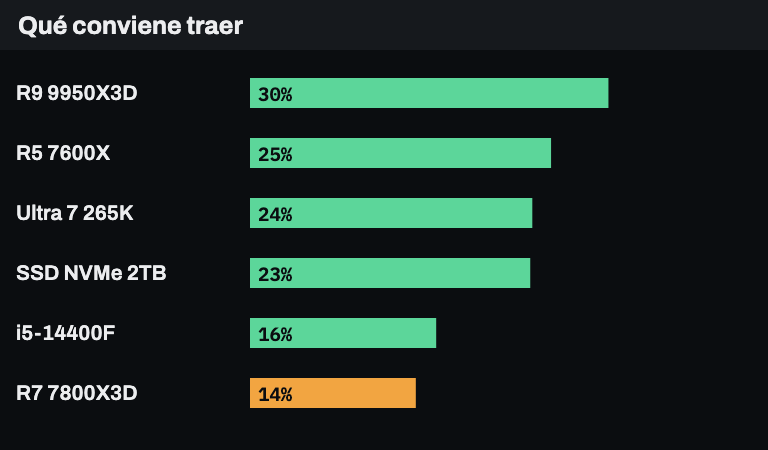 Qué conviene traer
R9 9950X3D 30%
R5 7600X 25%
Ultra 7 265K 24%
SSD NVMe 2TB 23%
i5-14400F 16%
R7 7800X3D 14%